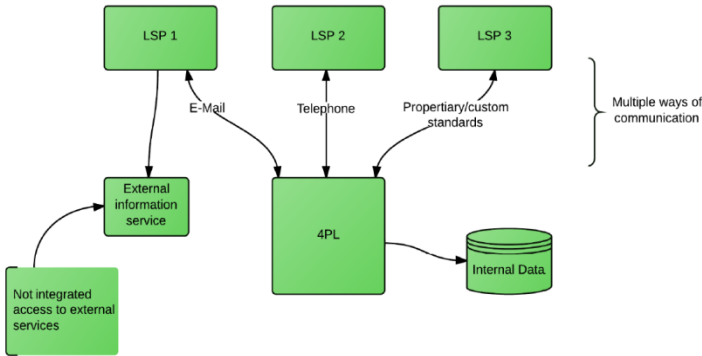 LSP 1
LSP 2
LSP 3
E-Mail
Telephone
Propertiary/custom
standards
Multiple ways of
communication
External
information
service
4PL
Internal Data
Not integrated
access to external
services